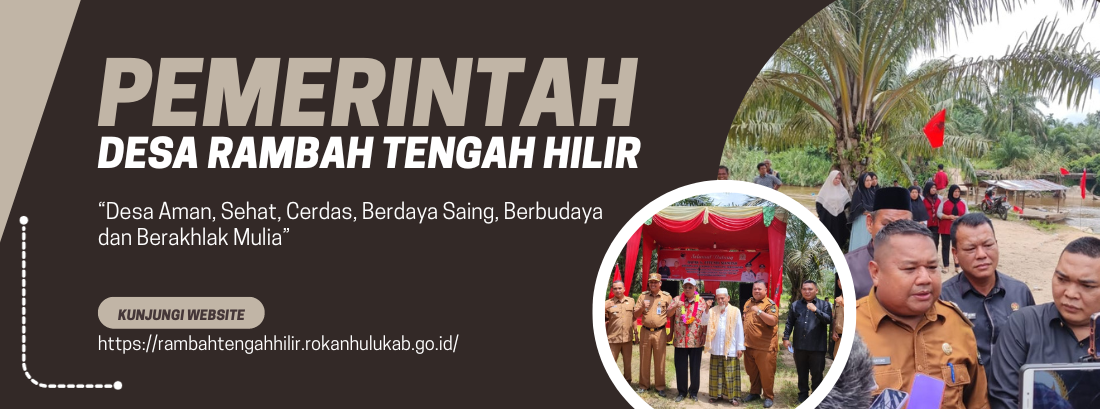 PEMERINTAH
DESA RAMBAH TENGAH HILIR
“Desa Aman, Sehat, Cerdas, Berdaya Saing, Berbudaya
dan Berakhlak Mulia”
KUNJUNGI WEBSITE
https://rambahtengahhilir.rokanhulukab.go.id/